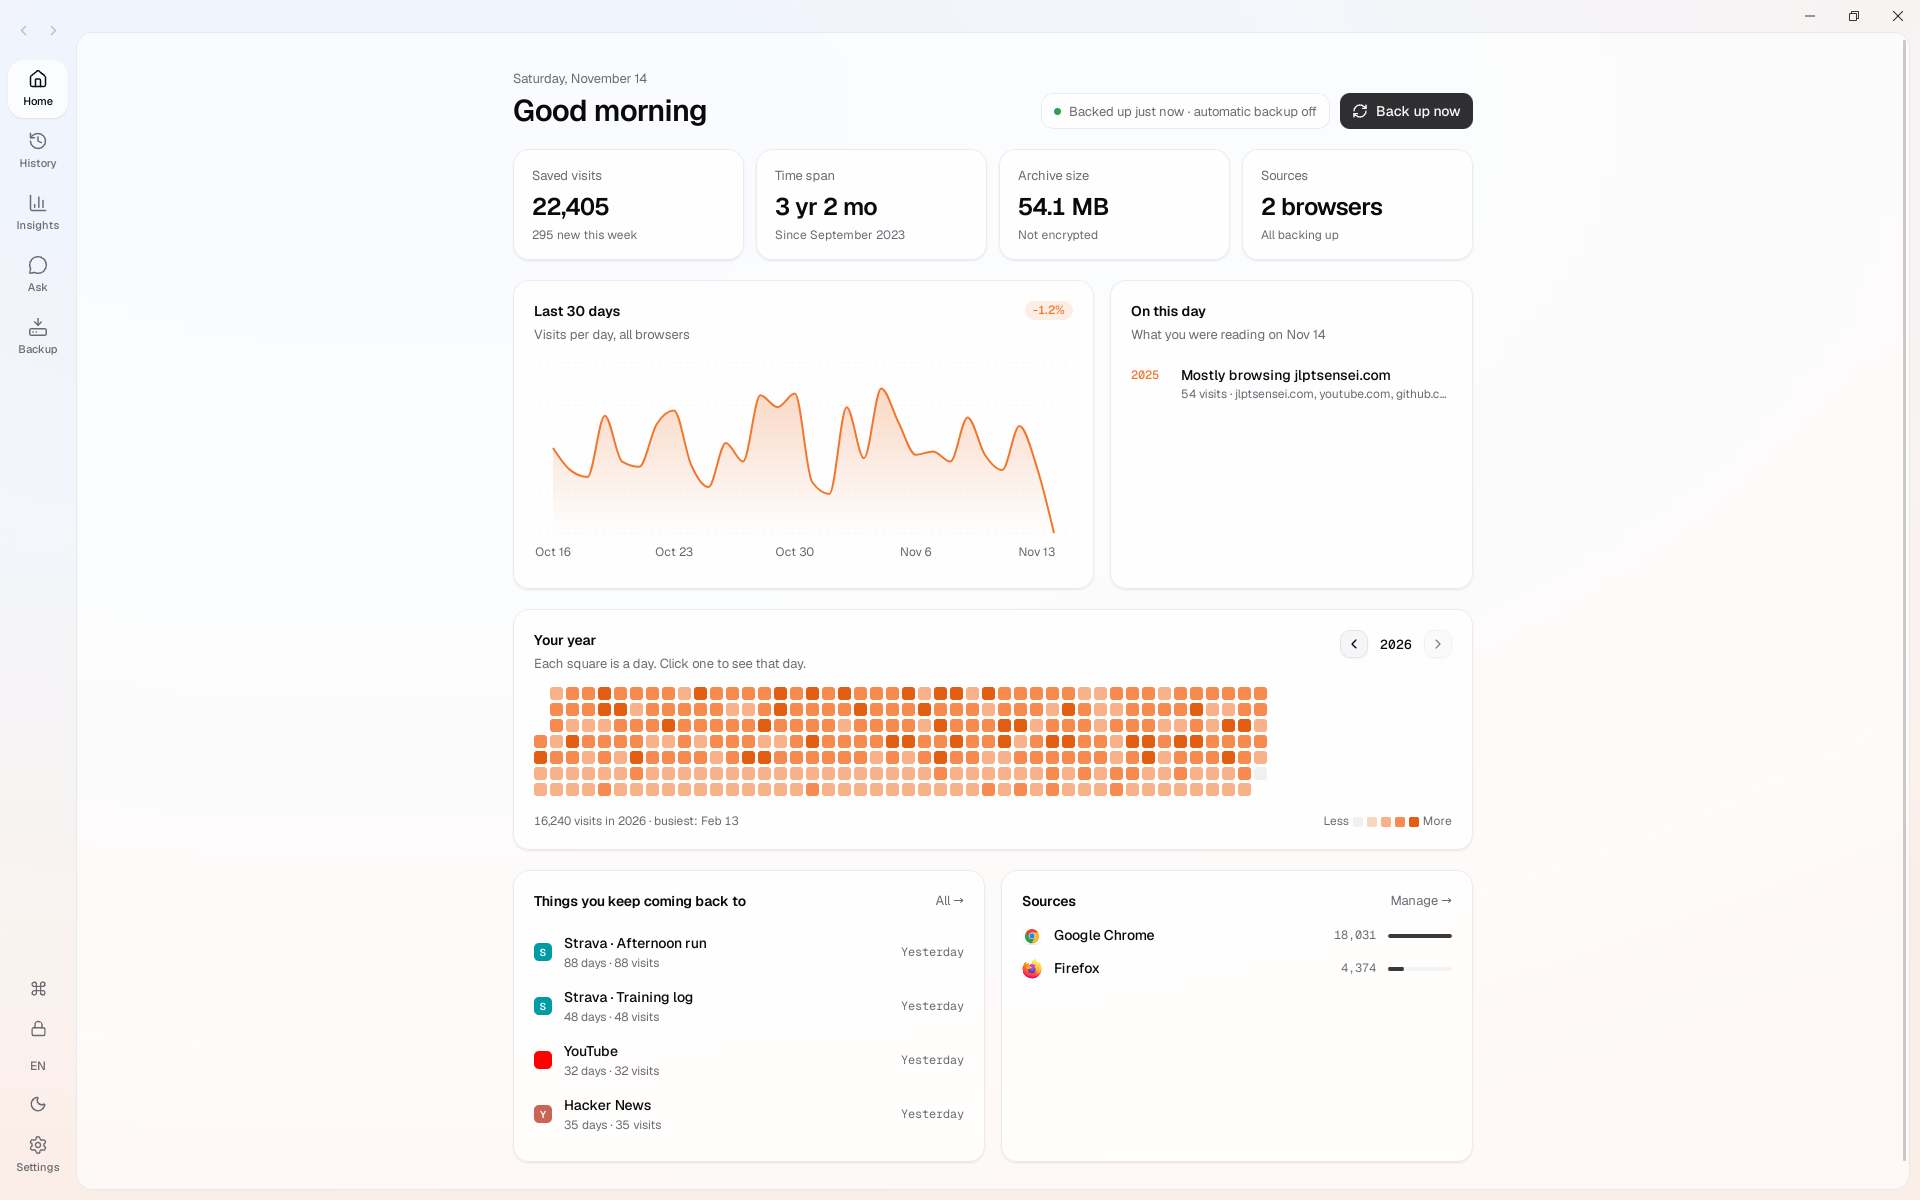 Saturday, November 14
Good morning
Backed up just now · automatic backup off
Back up now
Home
History
Insights
Ask
Backup
EN
Settings
Saved visits
22,405
295 new this week
Time span
3 yr 2 mo
Since September 2023
Archive size
54.1 MB
Not encrypted
Sources
2 browsers
All backing up
Last 30 days
-1.2%
Visits per day, all browsers
Oct 16
Oct 23
Oct 30
Nov 6
Nov 13
On this day
What you were reading on Nov 14
2025
Mostly browsing jlptsensei.com
54 visits · jlptsensei.com, youtube.com, github.c...
Your year
Each square is a day. Click one to see that day.
2026
16,240 visits in 2026 · busiest: Feb 13
Less
More
Things you keep coming back to
All →
S
Strava · Afternoon run
88 days · 88 visits
Yesterday
S
Strava · Training log
48 days · 48 visits
Yesterday
YouTube
32 days · 32 visits
Yesterday
Y
Hacker News
35 days · 35 visits
Yesterday
Sources
Manage →
Google Chrome
18,031
Firefox
4,374